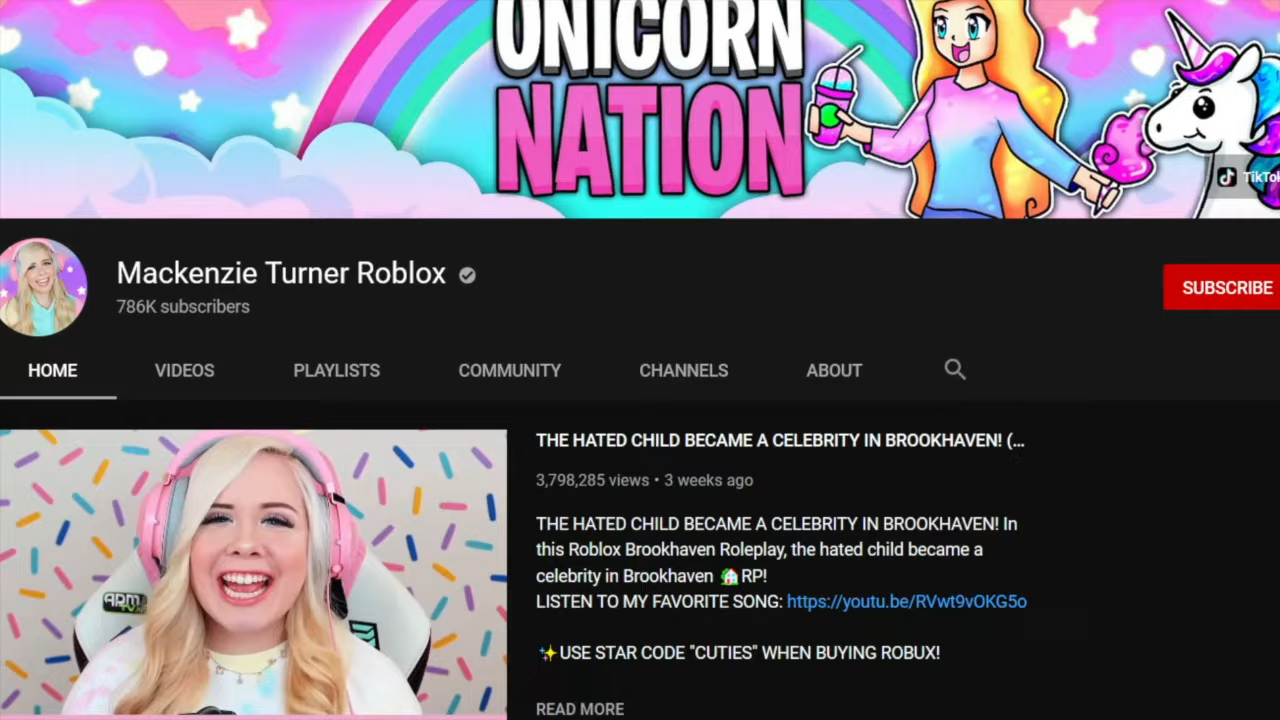 UNICORN
NATION
TikTok
Mackenzie Turner Roblox
786K subscribers
SUBSCRIBE
HOME
VIDEOS
PLAYLISTS
COMMUNITY
CHANNELS
ABOUT
THE HATED CHILD BECAME A CELEBRITY IN BROOKHAVEN! (...
3,798,285 views • 3 weeks ago
THE HATED CHILD BECAME A CELEBRITY IN BROOKHAVEN! In
this Roblox Brookhaven Roleplay, the hated child became a
celebrity in Brookhaven 🏡RP!
LISTEN TO MY FAVORITE SONG: https://youtu.be/RVwt9vOKG5o
✨USE STAR CODE "CUTIES" WHEN BUYING ROBUX!
READ MORE